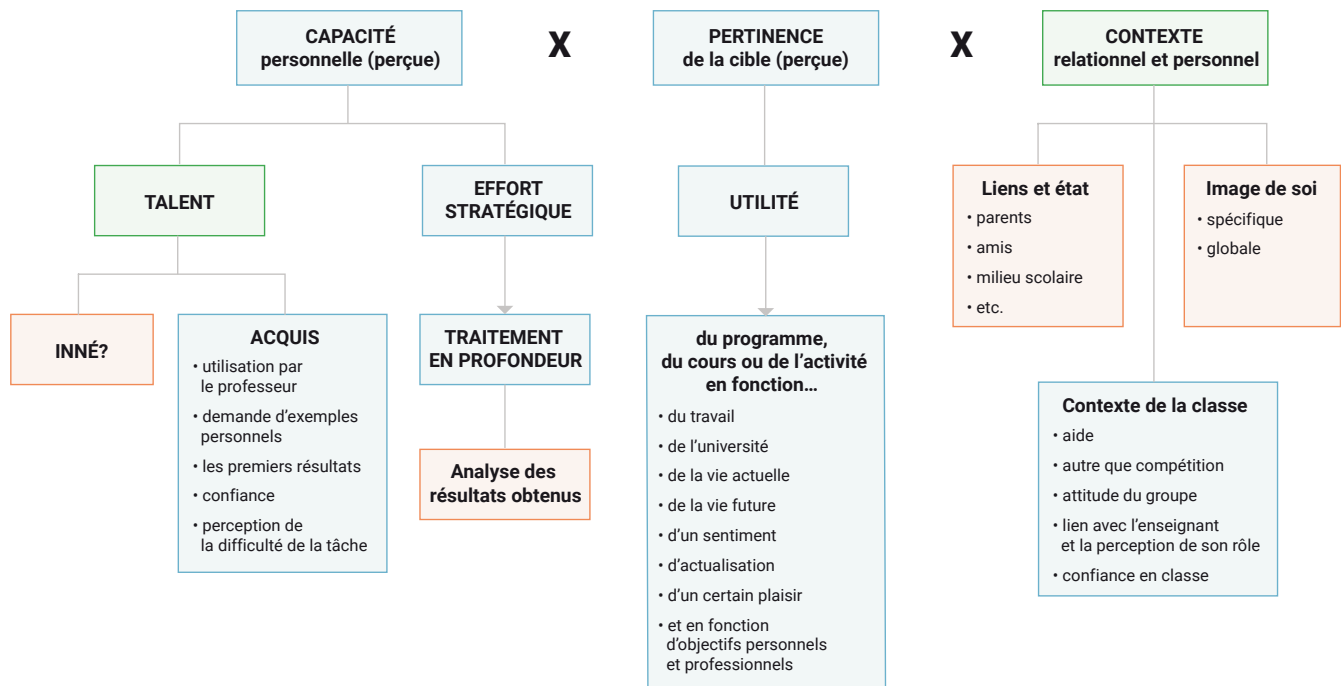 CAPACITÉ
personnelle (perçue)
X
PERTINENCE
de la cible (perçue)
X
CONTEXTE
relationnel et personnel
TALENT
EFFORT
STRATÉGIQUE
UTILITÉ
Liens et état
• parents
• amis
• milieu scolaire
• etc.
Image de soi
• spécifique
• globale
INNÉ?
ACQUIS
• utilisation par
le professeur
• demande d'exemples
personnels
• les premiers résultats
• confiance
• perception de
la difficulté de la tâche
TRAITEMENT
EN PROFONDEUR
Analyse des
résultats obtenus
du programme,
du cours ou de l'activité
en fonction…
• du travail
• de l'université
• de la vie actuelle
• de la vie future
• d'un sentiment
• d'actualisation
• d'un certain plaisir
• et en fonction
d'objectifs personnels
et professionnels
Contexte de la classe
• aide
• autre que compétition
• attitude du groupe
• lien avec l'enseignant
et la perception de son rôle
• confiance en classe